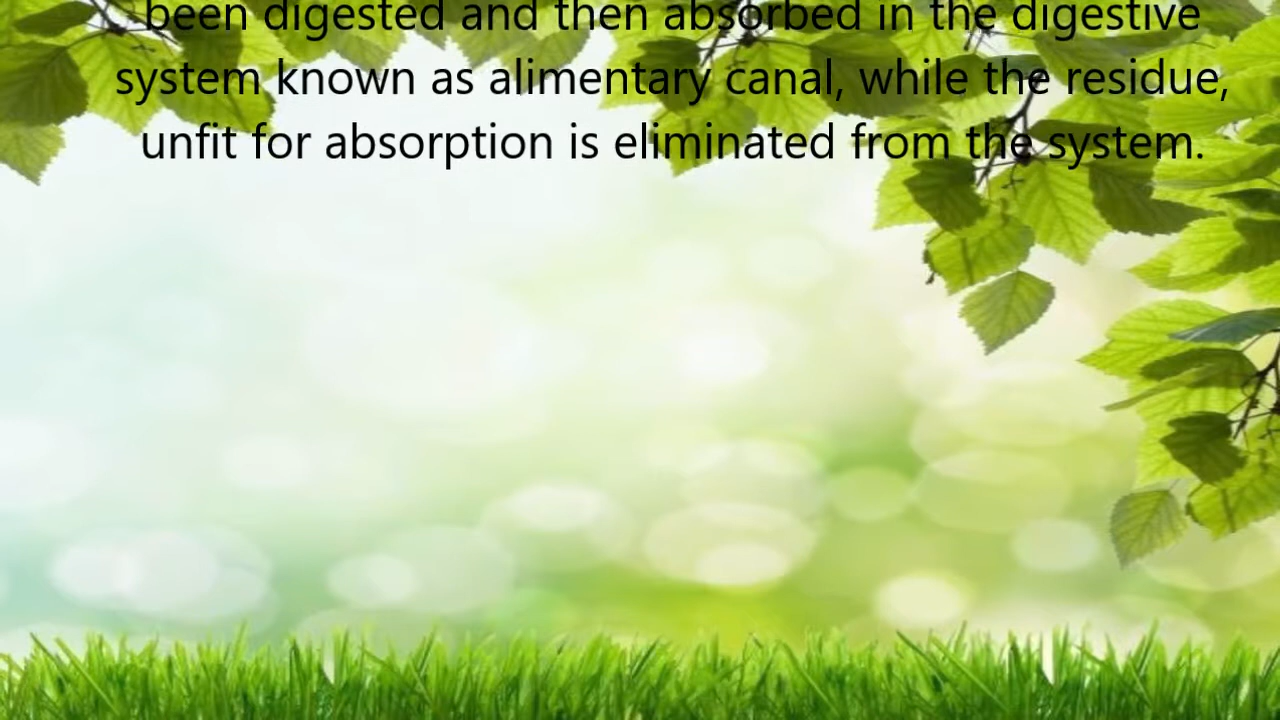 been digested and then absorbed in the digestive
system known as alimentary canal, while the residue,
unfit for absorption is eliminated from the system.